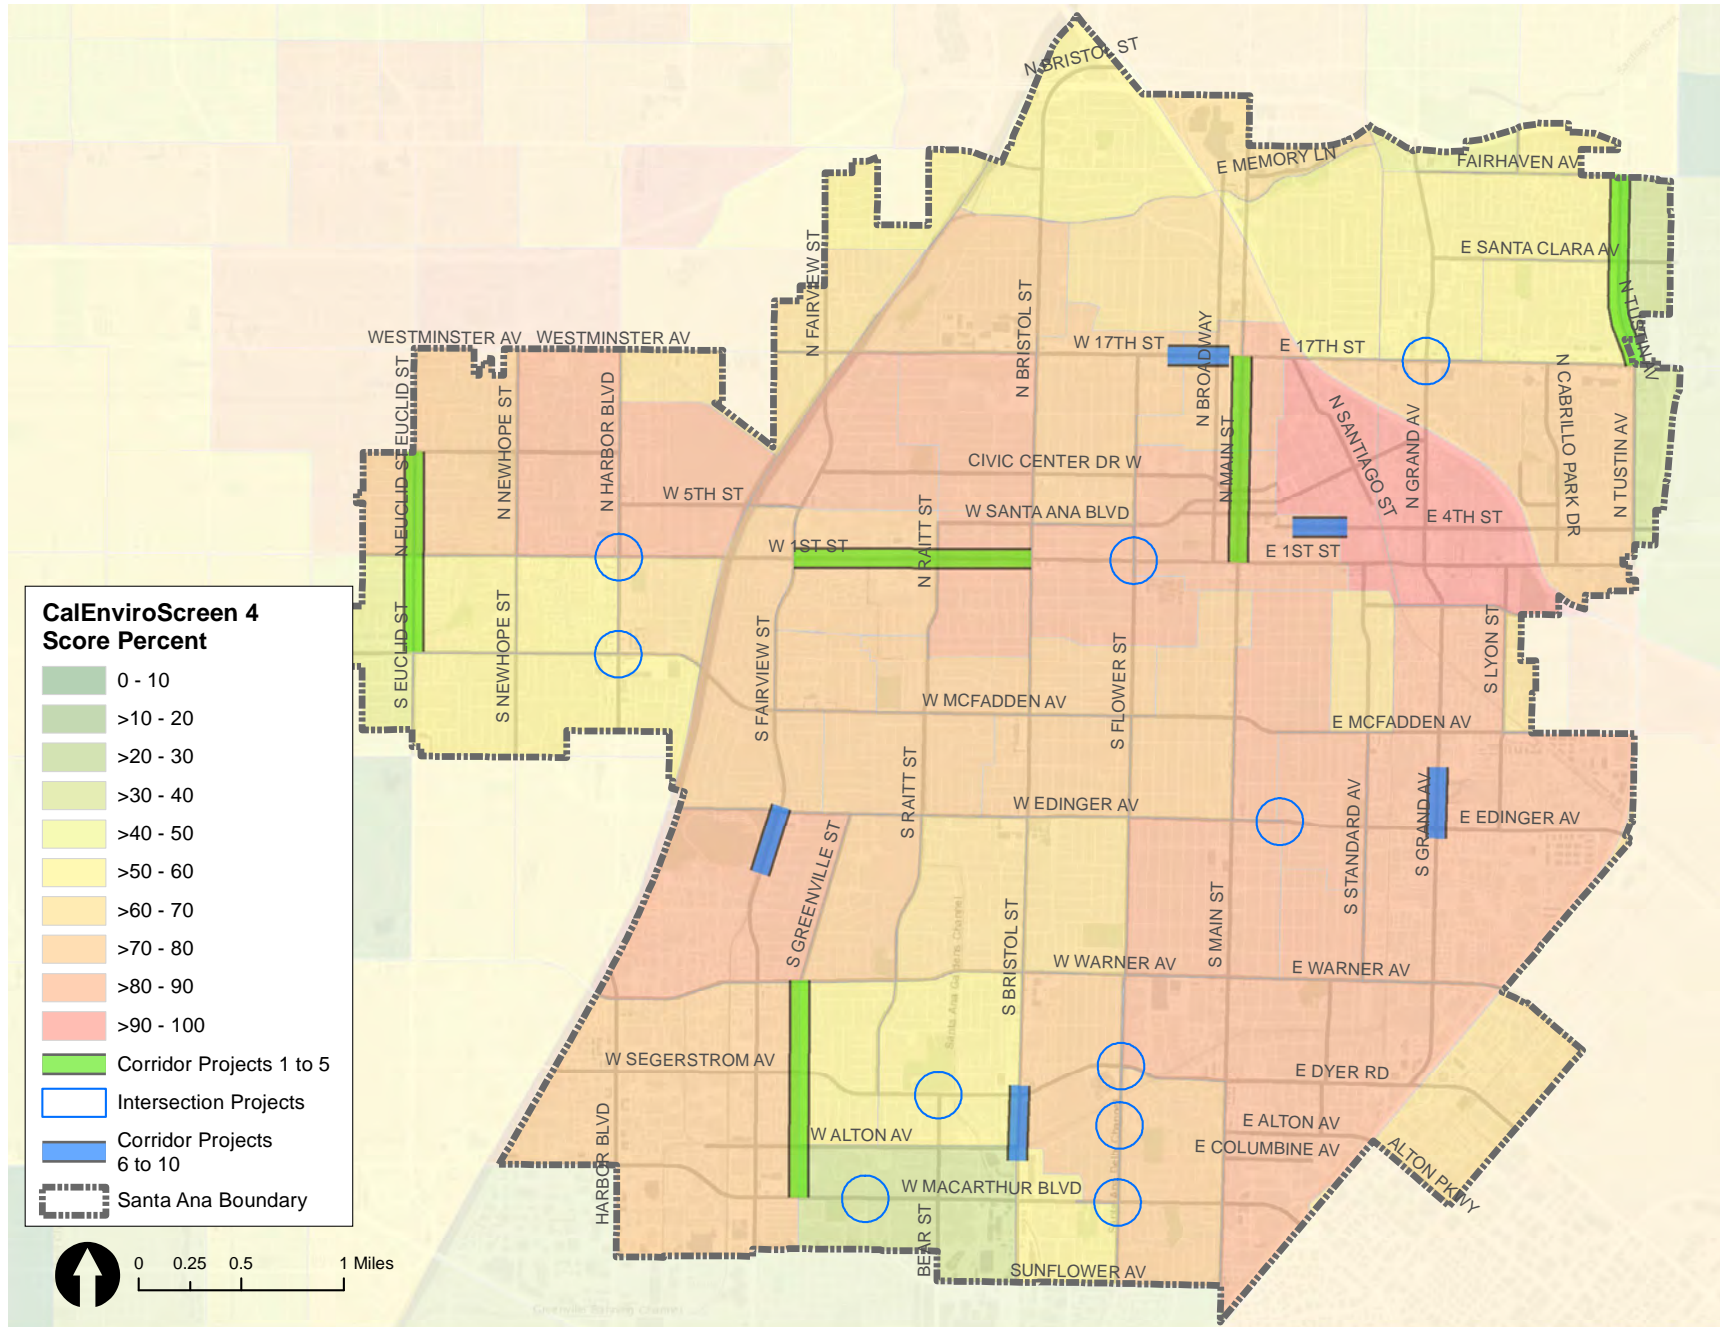 N BRISTOL ST
E MEMORY LN
FAIRHAVEN AV
E SANTA CLARA AV
N FAIRVIEW ST
N TUSTIN AV
WESTMINSTER AV
WESTMINSTER AV
W 17TH ST
E 17TH ST
N BRISTOL ST
N BROADWAY
N EUCLID ST
EUCLID ST
N NEWHOPE ST
N HARBOR BLVD
N MAIN ST
N SANTIAGO ST
N GRAND AV
N CABRILLO PARK DR
N TUSTIN AV
CIVIC CENTER DR W
W 5TH ST
W SANTA ANA BLVD
E 4TH ST
W 1ST ST
N RAITT ST
E 1ST ST
S EUCLID ST
S NEWHOPE ST
S FAIRVIEW ST
S FLOWER ST
S LYON ST
W MCFADDEN AV
E MCFADDEN AV
S RAITT ST
W EDINGER AV
S STANDARD AV
S GRAND AV
E EDINGER AV
S GREENVILLE ST
S BRISTOL ST
S MAIN ST
Santa Ana Gardens Channel
W WARNER AV
E WARNER AV
W SEGERSTROM AV
E DYER RD
HARBOR BLVD
W ALTON AV
E ALTON AV
E COLUMBINE AV
ALTON PKWY
W MACARTHUR BLVD
BEAR ST
SUNFLOWER AV
CalEnviroScreen 4
Score Percent
0 - 10
>10 - 20
>20 - 30
>30 - 40
>40 - 50
>50 - 60
>60 - 70
>70 - 80
>80 - 90
>90 - 100
Corridor Projects 1 to 5
Intersection Projects
Corridor Projects
6 to 10
Santa Ana Boundary
0 0.25 0.5 1 Miles